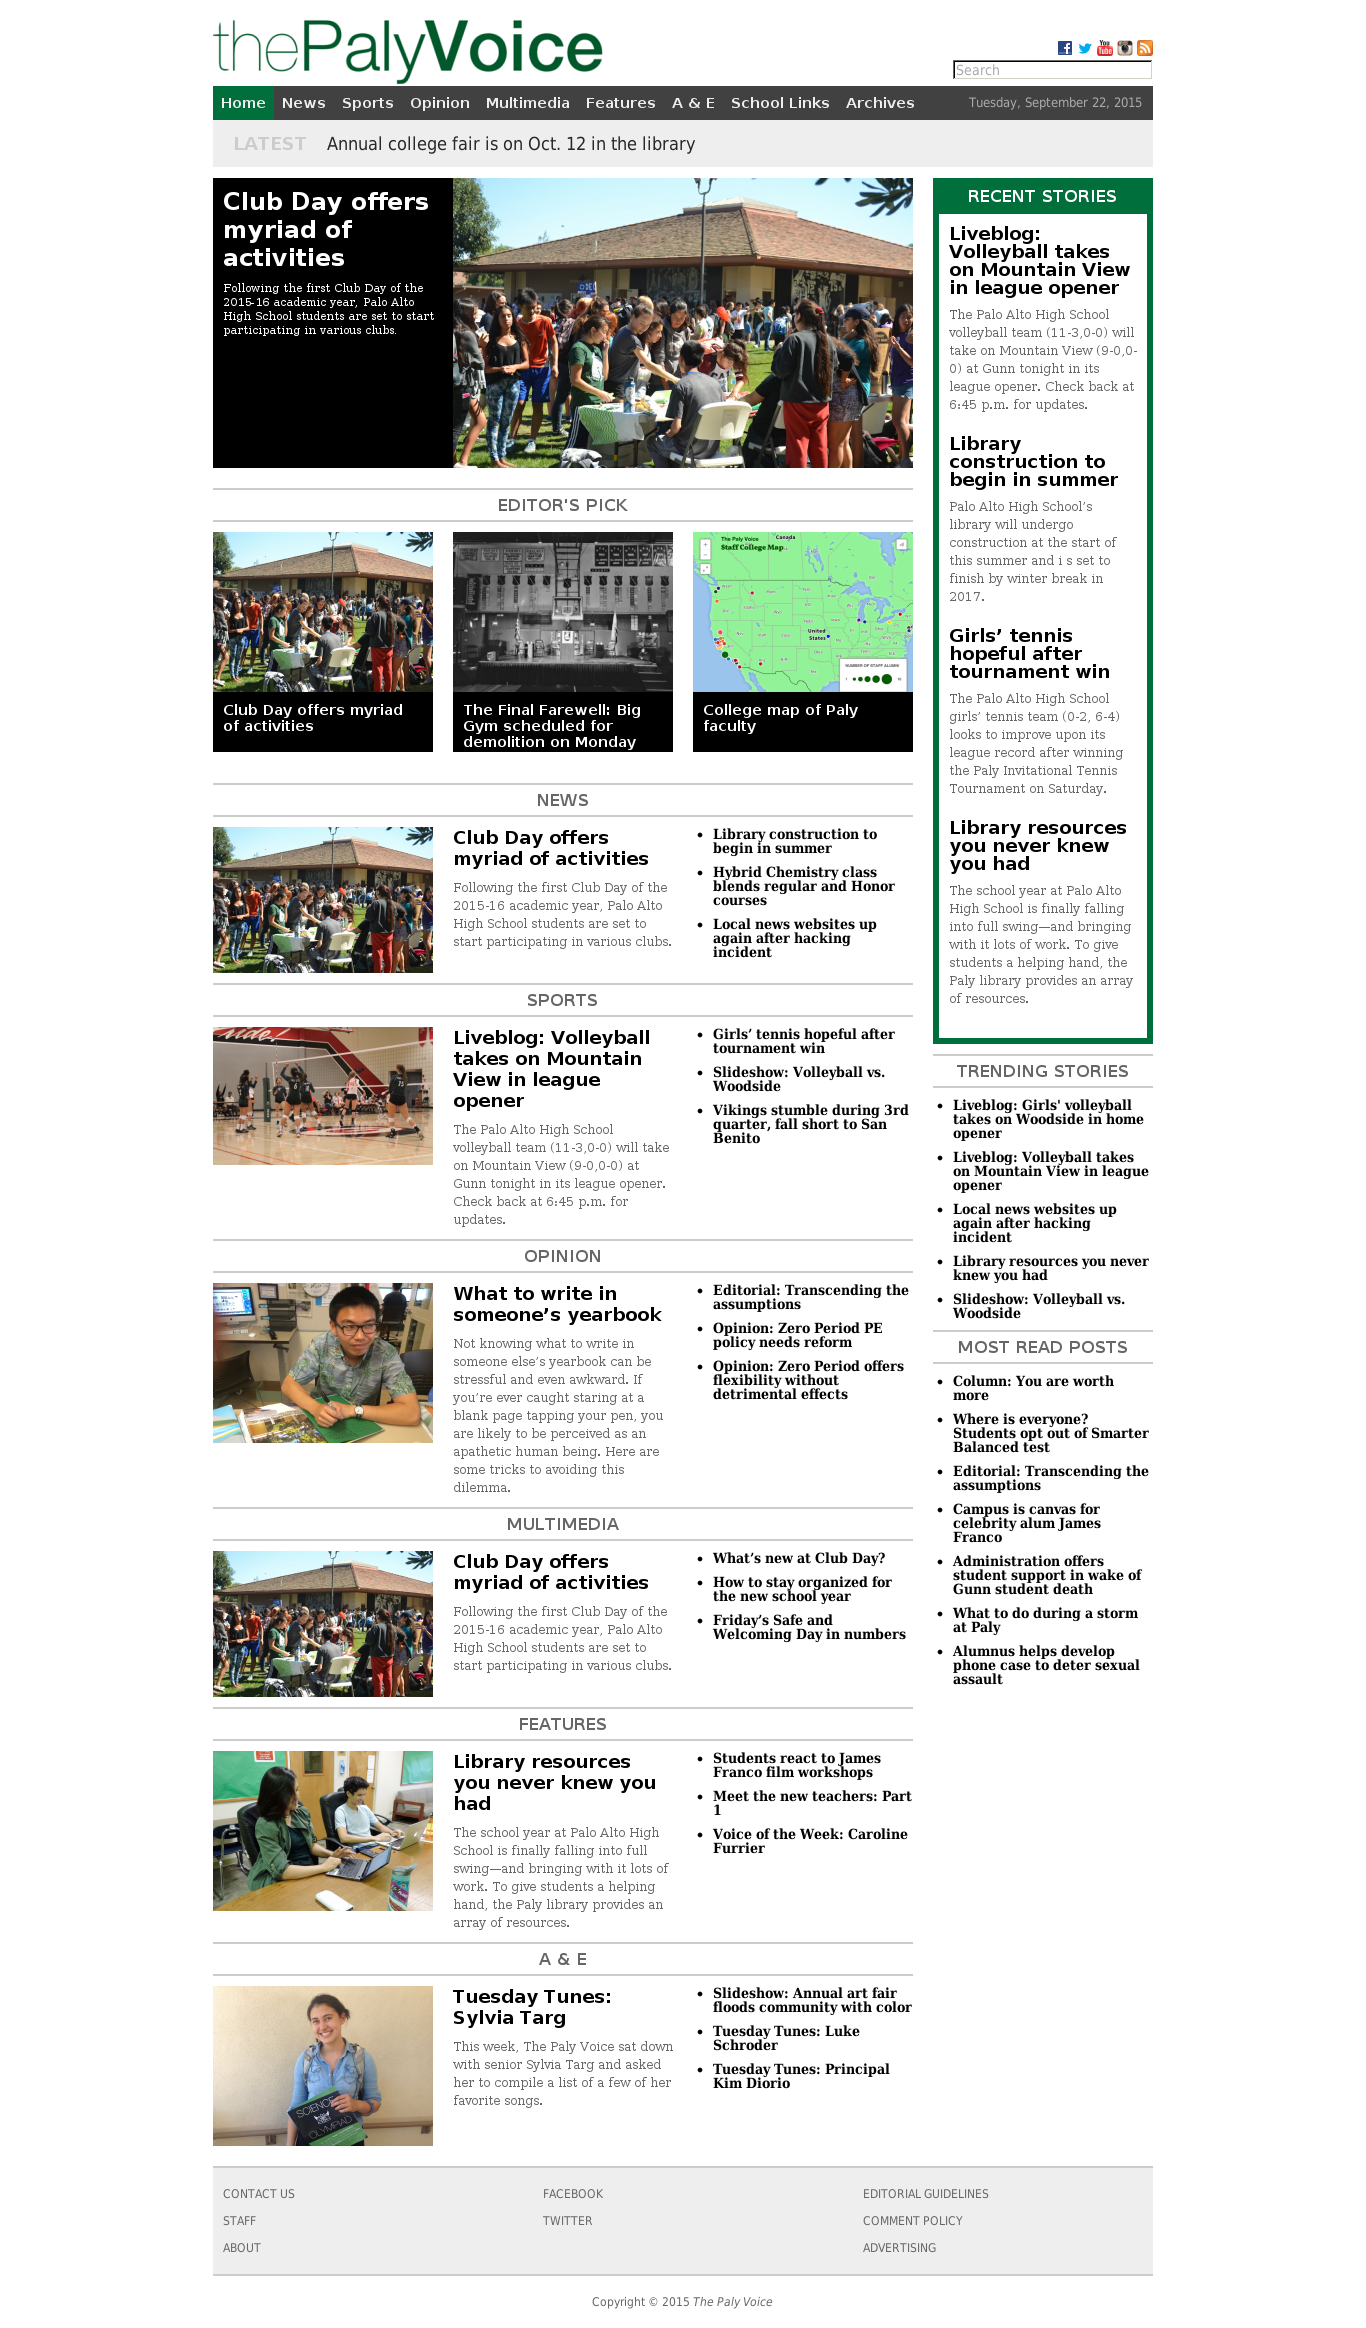 thePalyVoice
Search
Home News Sports Opinion Multimedia Features A & E School Links Archives Tuesday, September 22, 2015
LATEST Annual college fair is on Oct. 12 in the library
Club Day offers
myriad of
activities
Following the first Club Day of the
2015-16 academic year, Palo Alto
High School students are set to start
participating in various clubs.
EDITOR'S PICK
The Paly Voice
Staff College Map
Canada
United
States
NUMBER OF STAFF ALUMNI
Club Day offers myriad
of activities
The Final Farewell: Big
Gym scheduled for
demolition on Monday
College map of Paly
faculty
NEWS
Club Day offers
myriad of activities
Following the first Club Day of the
2015-16 academic year, Palo Alto
High School students are set to
start participating in various clubs.
Library construction to
begin in summer
Hybrid Chemistry class
blends regular and Honor
courses
Local news websites up
again after hacking
incident
SPORTS
Liveblog: Volleyball
takes on Mountain
View in league
opener
The Palo Alto High School
volleyball team (11-3,0-0) will take
on Mountain View (9-0,0-0) at
Gunn tonight in its league opener.
Check back at 6:45 p.m. for
updates.
Girls’ tennis hopeful after
tournament win
Slideshow: Volleyball vs.
Woodside
Vikings stumble during 3rd
quarter, fall short to San
Benito
OPINION
What to write in
someone’s yearbook
Not knowing what to write in
someone else’s yearbook can be
stressful and even awkward. If
you’re ever caught staring at a
blank page tapping your pen, you
are likely to be perceived as an
apathetic human being. Here are
some tricks to avoiding this
dilemma.
Editorial: Transcending the
assumptions
Opinion: Zero Period PE
policy needs reform
Opinion: Zero Period offers
flexibility without
detrimental effects
MULTIMEDIA
Club Day offers
myriad of activities
Following the first Club Day of the
2015-16 academic year, Palo Alto
High School students are set to
start participating in various clubs.
What’s new at Club Day?
How to stay organized for
the new school year
Friday’s Safe and
Welcoming Day in numbers
FEATURES
Library resources
you never knew you
had
The school year at Palo Alto High
School is finally falling into full
swing—and bringing with it lots of
work. To give students a helping
hand, the Paly library provides an
array of resources.
Students react to James
Franco film workshops
Meet the new teachers: Part
1
Voice of the Week: Caroline
Furrier
A & E
SCIENCE
OLYMPIAD
Tuesday Tunes:
Sylvia Targ
This week, The Paly Voice sat down
with senior Sylvia Targ and asked
her to compile a list of a few of her
favorite songs.
Slideshow: Annual art fair
floods community with color
Tuesday Tunes: Luke
Schroder
Tuesday Tunes: Principal
Kim Diorio
RECENT STORIES
Liveblog:
Volleyball takes
on Mountain View
in league opener
The Palo Alto High School
volleyball team (11-3,0-0) will
take on Mountain View (9-0,0-
0) at Gunn tonight in its
league opener. Check back at
6:45 p.m. for updates.
Library
construction to
begin in summer
Palo Alto High School’s
library will undergo
construction at the start of
this summer and i s set to
finish by winter break in
2017.
Girls’ tennis
hopeful after
tournament win
The Palo Alto High School
girls’ tennis team (0-2, 6-4)
looks to improve upon its
league record after winning
the Paly Invitational Tennis
Tournament on Saturday.
Library resources
you never knew
you had
The school year at Palo Alto
High School is finally falling
into full swing—and bringing
with it lots of work. To give
students a helping hand, the
Paly library provides an array
of resources.
TRENDING STORIES
Liveblog: Girls' volleyball
takes on Woodside in home
opener
Liveblog: Volleyball takes
on Mountain View in league
opener
Local news websites up
again after hacking
incident
Library resources you never
knew you had
Slideshow: Volleyball vs.
Woodside
MOST READ POSTS
Column: You are worth
more
Where is everyone?
Students opt out of Smarter
Balanced test
Editorial: Transcending the
assumptions
Campus is canvas for
celebrity alum James
Franco
Administration offers
student support in wake of
Gunn student death
What to do during a storm
at Paly
Alumnus helps develop
phone case to deter sexual
assault
CONTACT US
STAFF
ABOUT
FACEBOOK
TWITTER
EDITORIAL GUIDELINES
COMMENT POLICY
ADVERTISING
Copyright © 2015 The Paly Voice